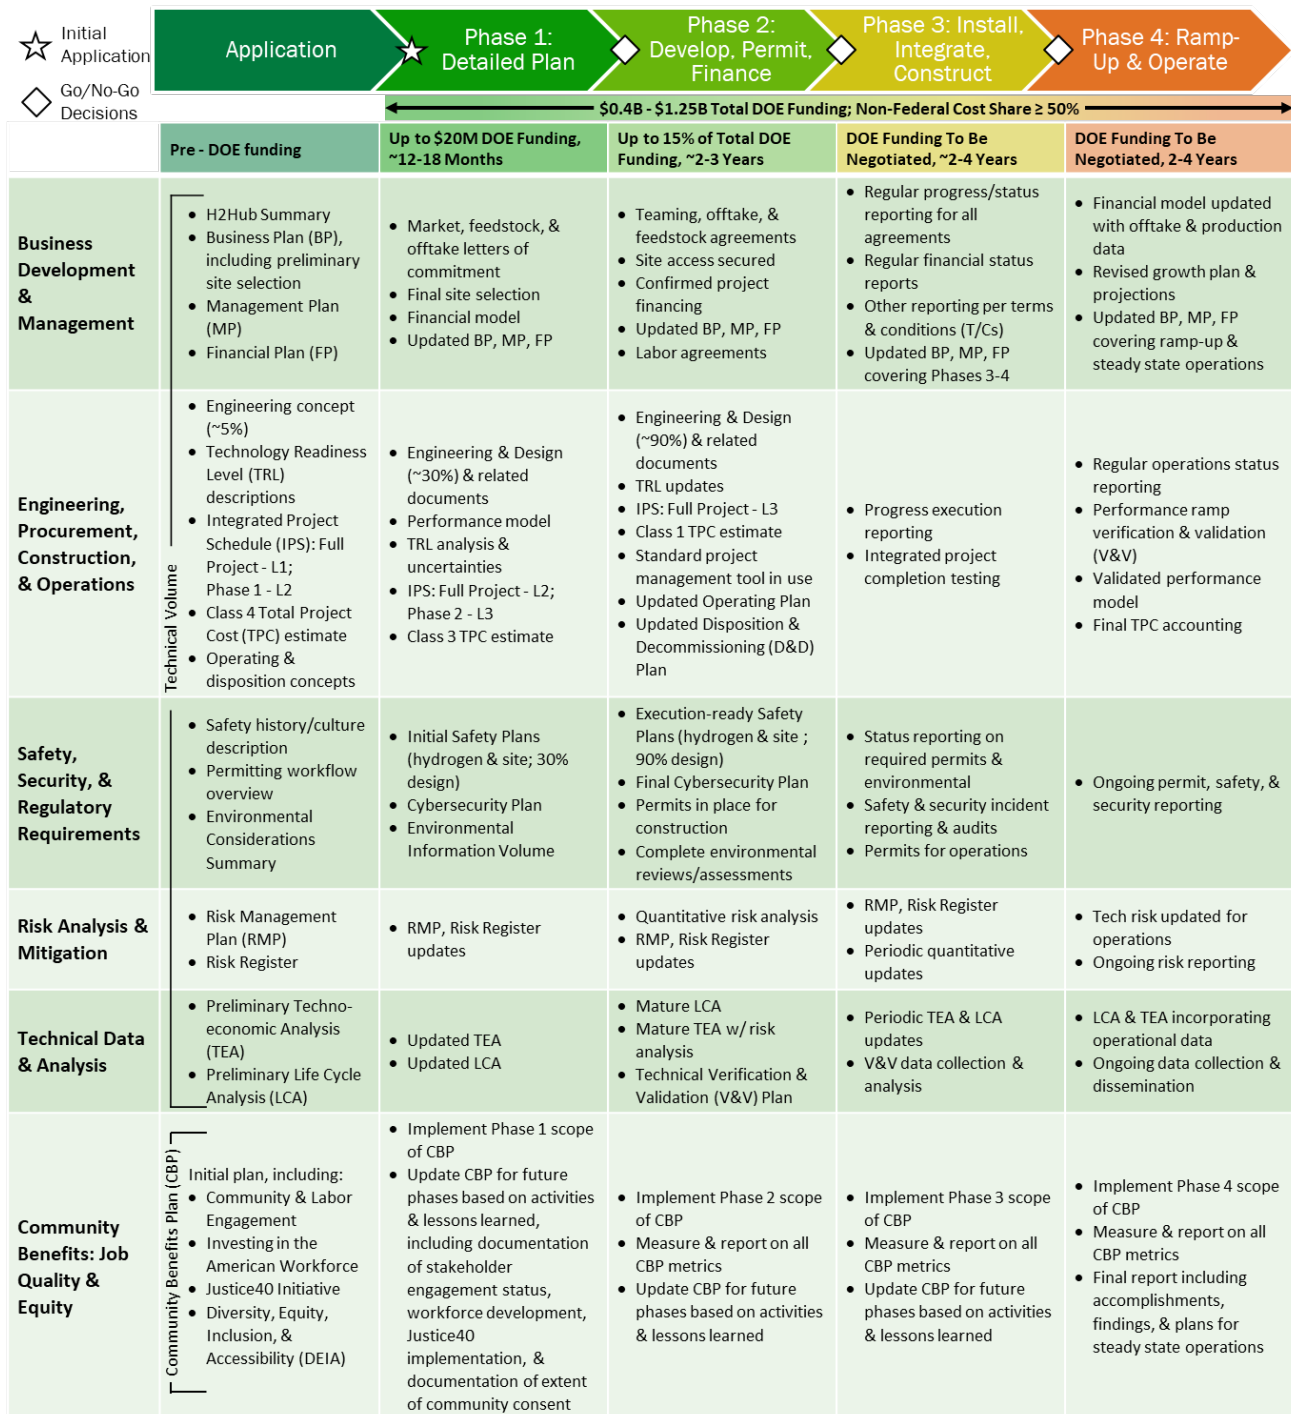 Initial
Application
Go/No-Go
Decisions
Application
Phase 1:
Detailed Plan
Phase 2:
Develop, Permit,
Finance
Phase 3: Install,
Integrate,
Construct
Phase 4: Ramp-
Up & Operate
$0.4B - $1.25B Total DOE Funding; Non-Federal Cost Share ≥ 50%
Pre - DOE funding
Up to $20M DOE Funding,
~12-18 Months
Up to 15% of Total DOE
Funding, ~2-3 Years
DOE Funding To Be
Negotiated, ~2-4 Years
DOE Funding To Be
Negotiated, 2-4 Years
Business
Development
&
Management
Technical Volume
• H2Hub Summary
• Business Plan (BP),
including preliminary
site selection
• Management Plan
(MP)
• Financial Plan (FP)
• Market, feedstock, &
offtake letters of
commitment
• Final site selection
• Financial model
• Updated BP, MP, FP
• Teaming, offtake, &
feedstock agreements
• Site access secured
• Confirmed project
financing
• Updated BP, MP, FP
• Labor agreements
• Regular progress/status
reporting for all
agreements
• Regular financial status
reports
• Other reporting per terms
& conditions (T/Cs)
• Updated BP, MP, FP
covering Phases 3-4
• Financial model updated
with offtake & production
data
• Revised growth plan &
projections
• Updated BP, MP, FP
covering ramp-up &
steady state operations
Engineering,
Procurement,
Construction,
& Operations
• Engineering concept
(~5%)
• Technology Readiness
Level (TRL)
descriptions
• Integrated Project
Schedule (IPS): Full
Project - L1;
Phase 1 - L2
• Class 4 Total Project
Cost (TPC) estimate
• Operating &
disposition concepts
• Engineering & Design
(~30%) & related
documents
• Performance model
• TRL analysis &
uncertainties
• IPS: Full Project - L2;
Phase 2 - L3
• Class 3 TPC estimate
• Engineering & Design
(~90%) & related
documents
• TRL updates
• IPS: Full Project - L3
• Class 1 TPC estimate
• Standard project
management tool in use
• Updated Operating Plan
• Updated Disposition &
Decommissioning (D&D)
Plan
• Progress execution
reporting
• Integrated project
completion testing
• Regular operations status
reporting
• Performance ramp
verification & validation
(V&V)
• Validated performance
model
• Final TPC accounting
Safety,
Security, &
Regulatory
Requirements
• Safety history/culture
description
• Permitting workflow
overview
• Environmental
Considerations
Summary
• Initial Safety Plans
(hydrogen & site; 30%
design)
• Cybersecurity Plan
• Environmental
Information Volume
• Execution-ready Safety
Plans (hydrogen & site ;
90% design)
• Final Cybersecurity Plan
• Permits in place for
construction
• Complete environmental
reviews/assessments
• Status reporting on
required permits &
environmental
• Safety & security incident
reporting & audits
• Permits for operations
• Ongoing permit, safety, &
security reporting
Risk Analysis &
Mitigation
• Risk Management
Plan (RMP)
• Risk Register
• RMP, Risk Register
updates
• Quantitative risk analysis
• RMP, Risk Register
updates
• RMP, Risk Register
updates
• Periodic quantitative
updates
• Tech risk updated for
operations
• Ongoing risk reporting
Technical Data
& Analysis
• Preliminary Techno-
economic Analysis
(TEA)
• Preliminary Life Cycle
Analysis (LCA)
• Updated TEA
• Updated LCA
• Mature LCA
• Mature TEA w/ risk
analysis
• Technical Verification &
Validation (V&V) Plan
• Periodic TEA & LCA
updates
• V&V data collection &
analysis
• LCA & TEA incorporating
operational data
• Ongoing data collection &
dissemination
Community
Benefits: Job
Quality &
Equity
Community Benefits Plan (CBP)
Initial plan, including:
• Community & Labor
Engagement
• Investing in the
American Workforce
• Justice40 Initiative
• Diversity, Equity,
Inclusion, &
Accessibility (DEIA)
• Implement Phase 1 scope
of CBP
• Update CBP for future
phases based on activities
& lessons learned,
including documentation
of stakeholder
engagement status,
workforce development,
Justice40
implementation, &
documentation of extent
of community consent
• Implement Phase 2 scope
of CBP
• Measure & report on all
CBP metrics
• Update CBP for future
phases based on activities
& lessons learned
• Implement Phase 3 scope
of CBP
• Measure & report on all
CBP metrics
• Update CBP for future
phases based on activities
& lessons learned
• Implement Phase 4 scope
of CBP
• Measure & report on all
CBP metrics
• Final report including
accomplishments,
findings, & plans for
steady state operations